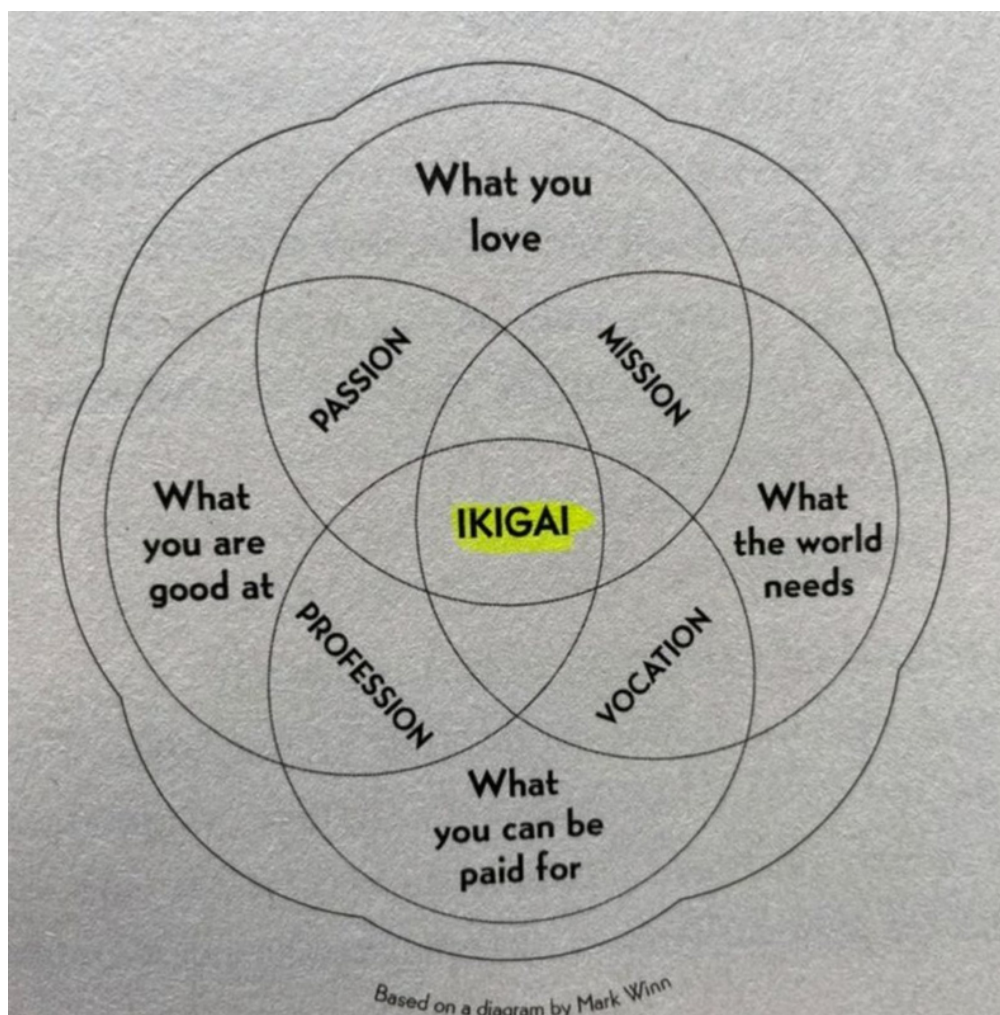 What you
love
PASSION
MISSION
What
you are
good at
IKIGAI
What
the world
needs
PROFESSION
VOCATION
What
you can be
paid for
Based on a diagram by Mark Winn